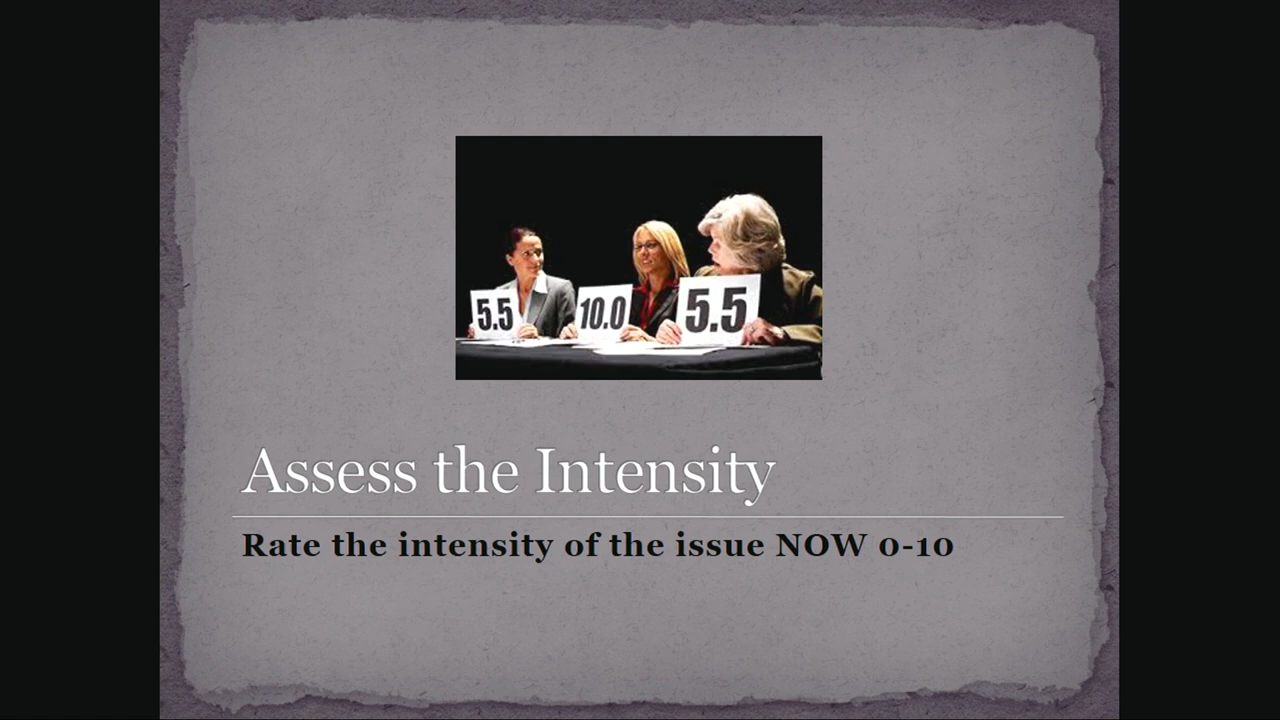 5.5
10.0
5.5
Assess the Intensity
Rate the intensity of the issue NOW 0-10